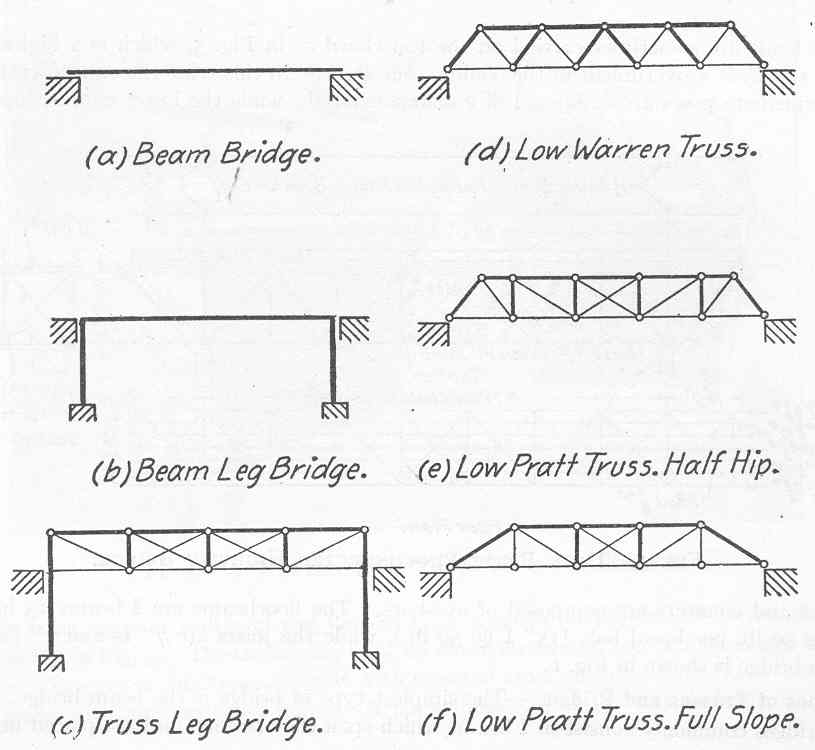 (a) Beam Bridge.
(d) Low Warren Truss.
(b) Beam Leg Bridge.
(e) Low Pratt Truss. Half Hip.
(c) Truss Leg Bridge.
(f) Low Pratt Truss. Full Slope.